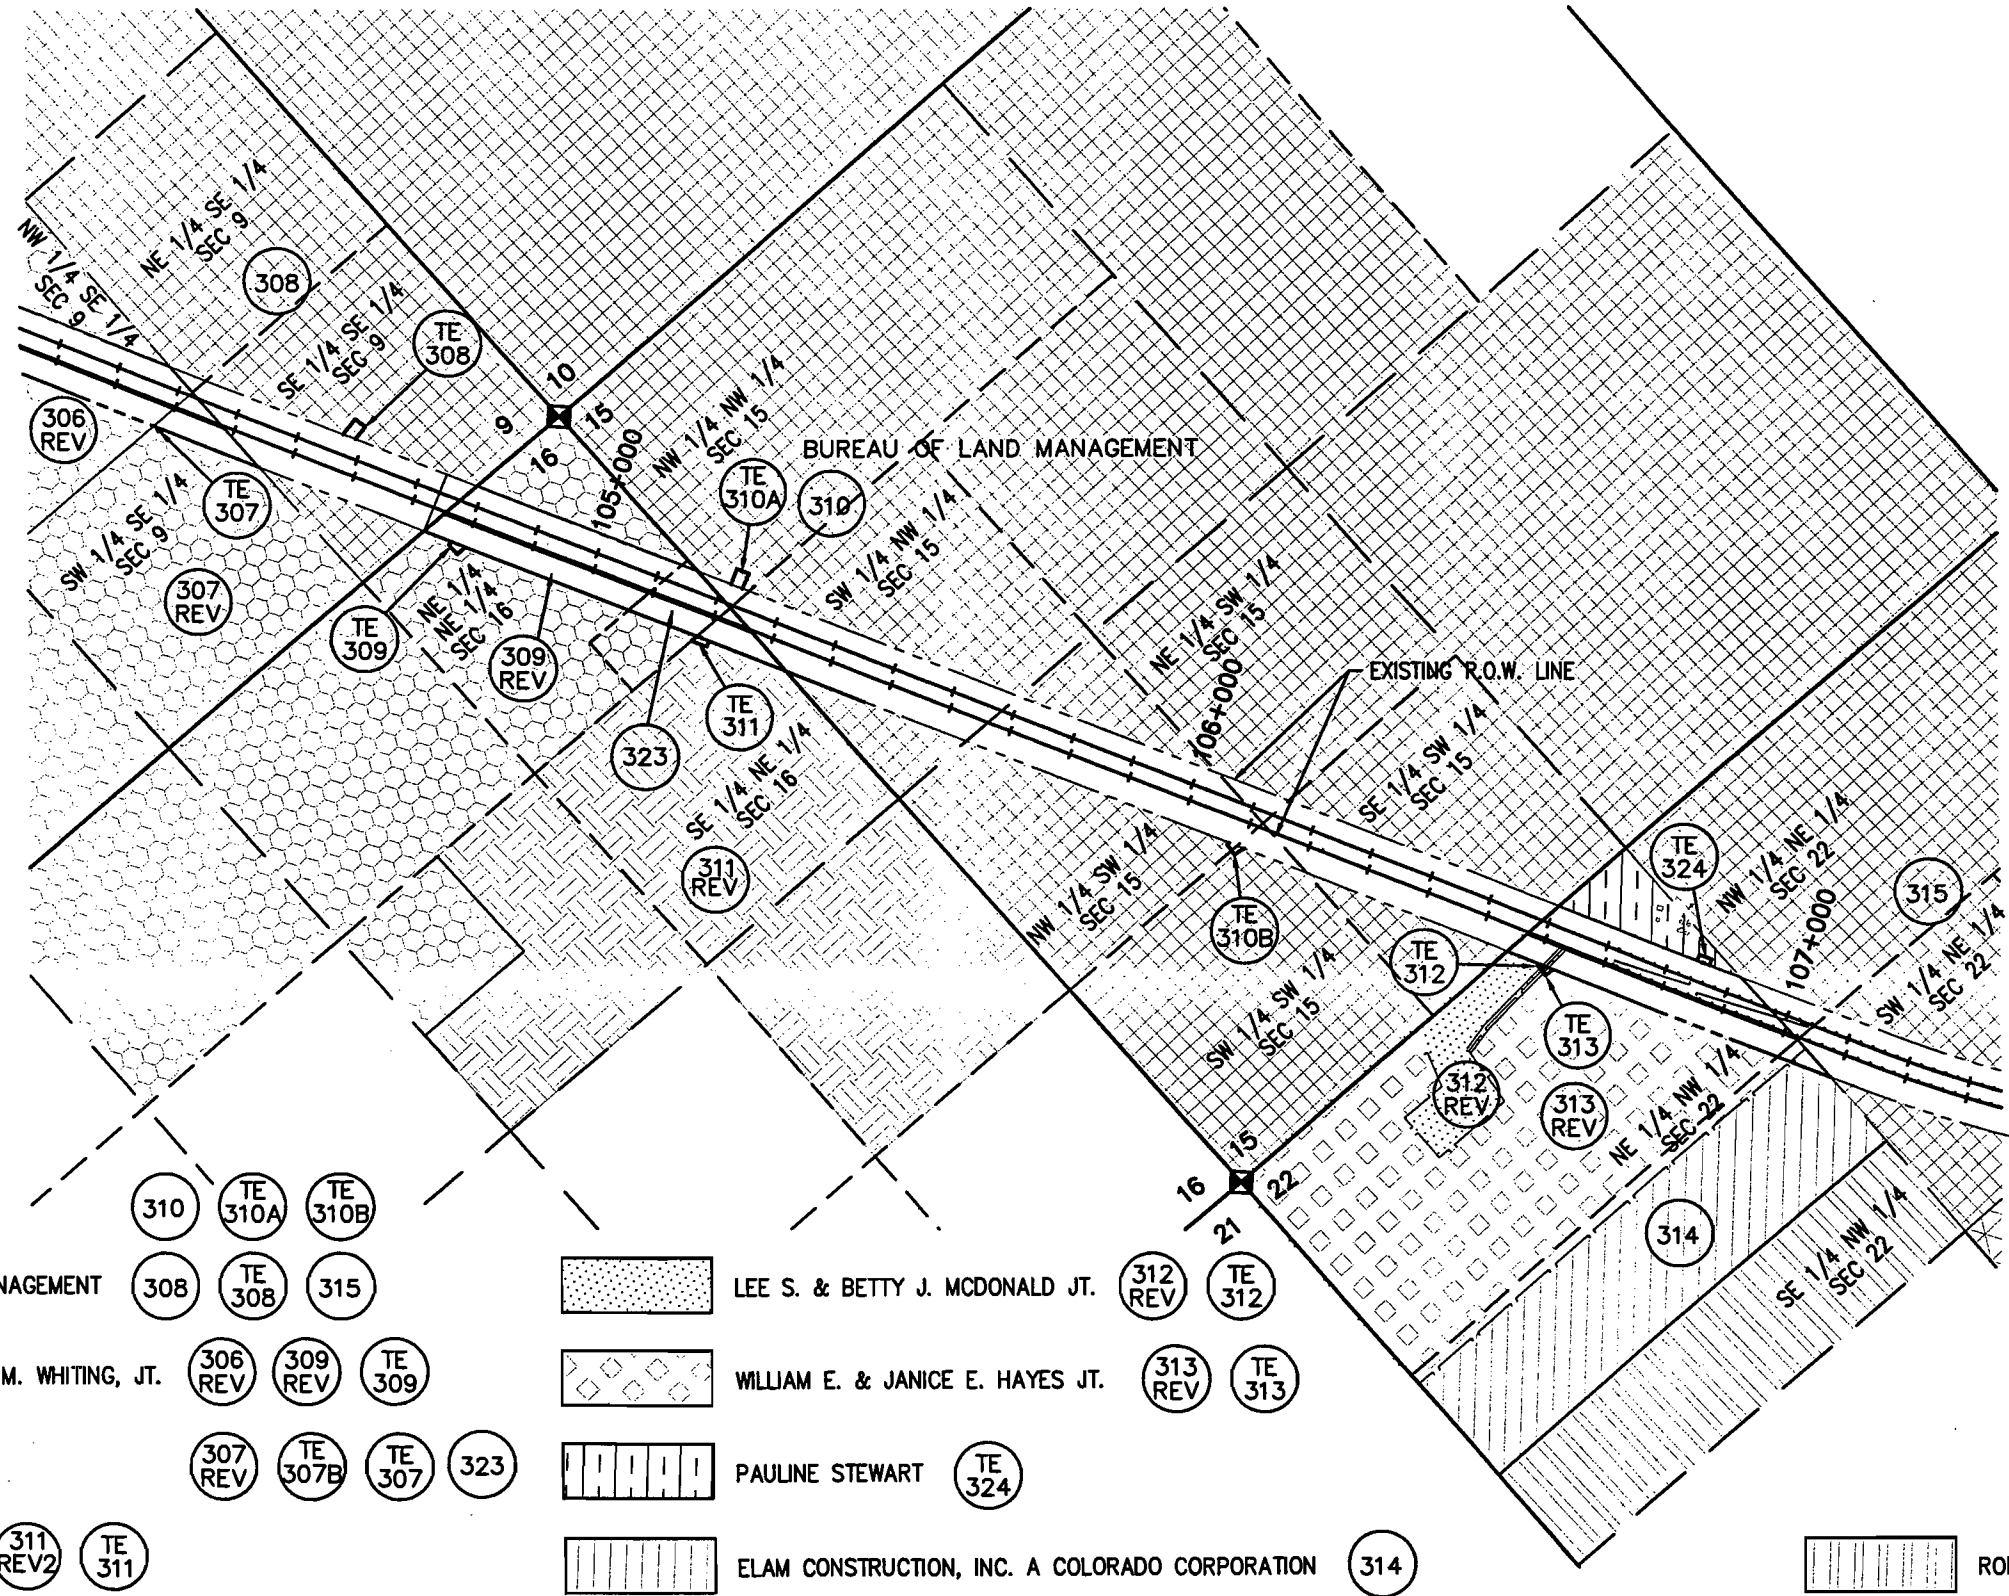 NE 1/4 SE 1/4
SEC 9
NW 1/4 SE 1/4
SEC 9
308
SE 1/4 SE 1/4
SEC 9
TE
308
306
REV
TE
307
SW 1/4 SE 1/4
SEC 9
307
REV
10
9
15
16
105+000
NW 1/4 NW 1/4
SEC 15
BUREAU OF LAND MANAGEMENT
TE
310A
310
SW 1/4 NW 1/4
SEC 15
TE
309
NE 1/4
NE 1/4
SEC 16
309
REV
323
TE
311
SE 1/4 NE 1/4
SEC 16
311
REV
NE 1/4 SW 1/4
SEC 15
106+000
EXISTING R.O.W. LINE
SE 1/4 SW 1/4
SEC 15
NW 1/4 SW 1/4
SEC 15
TE
310B
SW 1/4 SW 1/4
SEC 15
TE
312
TE
324
NW 1/4 NE 1/4
SEC 22
315
107+000
SW 1/4 NE 1/4
SEC 22
TE
313
312
REV
313
REV
NE 1/4 NW 1/4
SEC 22
15
16
22
21
314
SE 1/4 NW 1/4
SEC 22
310
TE
310A
TE
310B
NAGEMENT
308
TE
308
315
M. WHITING, JT.
306
REV
309
REV
TE
309
307
REV
TE
307B
TE
307
323
311
REV2
TE
311
LEE S. & BETTY J. MCDONALD JT.
312
REV
TE
312
WILLIAM E. & JANICE E. HAYES JT.
313
REV
TE
313
PAULINE STEWART
TE
324
ELAM CONSTRUCTION, INC. A COLORADO CORPORATION
314